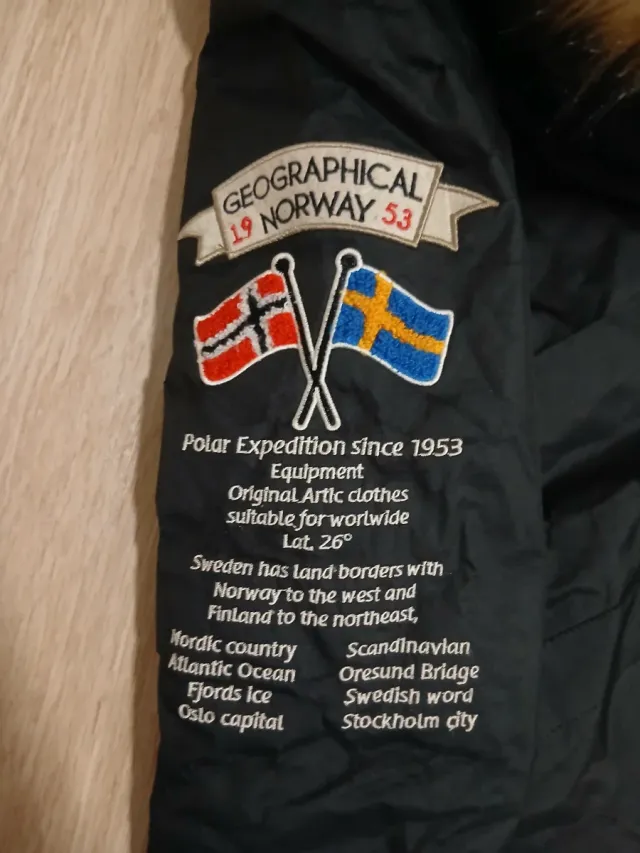 GEOGRAPHICAL
19 NORWAY 53
Polar Expedition since 1953
Equipment
Original Artic clothes
suitable for worlwide
Lat. 26°
Sweden has land borders with
Norway to the west and
Finland to the northeast,
Nordic country
Atlantic Ocean
Fjords ice
Oslo capital
Scandinavian
Oresund Bridge
Swedish word
Stockholm city